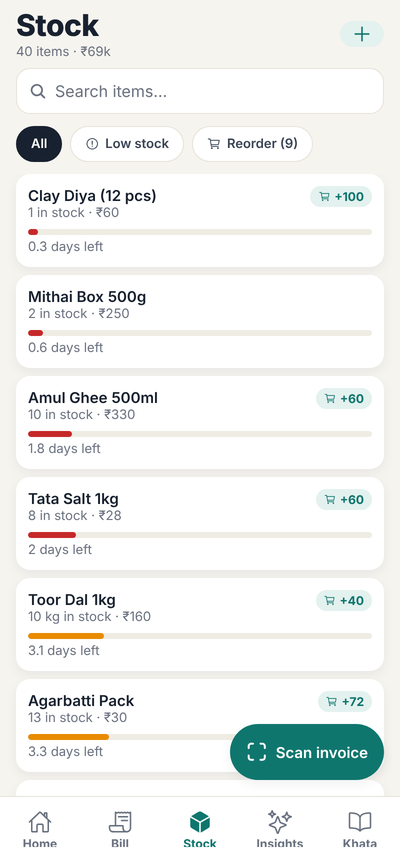 Stock
40 items · ₹69k
Search items...
All
Low stock
Reorder (9)
Clay Diya (12 pcs)
+100
1 in stock · ₹60
0.3 days left
Mithai Box 500g
2 in stock · ₹250
0.6 days left
Amul Ghee 500ml
+60
10 in stock · ₹330
1.8 days left
Tata Salt 1kg
+60
8 in stock · ₹28
2 days left
Toor Dal 1kg
+40
10 kg in stock · ₹160
3.1 days left
Agarbatti Pack
+72
13 in stock · ₹30
3.3 days left
Scan invoice
Home
Bill
Stock
Insights
Khata